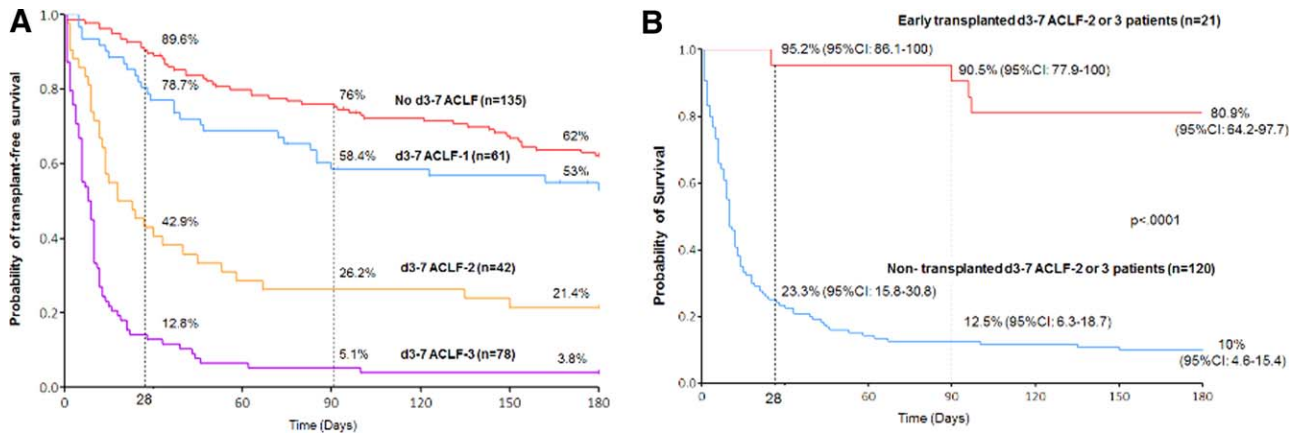 A
Probability of transplant-free survival
1.0
0.8
0.6
0.4
0.2
0.0
89.6%
78.7%
76%
No d3-7 ACLF (n=135)
62%
58.4%
d3-7 ACLF-1 (n=61)
53%
42.9%
26.2%
d3-7 ACLF-2 (n=42)
21.4%
12.8%
5.1%
d3-7 ACLF-3 (n=78)
3.8%
0
28
60
90
120
150
180
Time (Days)
B
Early transplanted d3-7 ACLF-2 or 3 patients (n=21)
Probability of Survival
1.0
0.8
0.6
0.4
0.2
0.0
95.2% (95%CI: 86.1-100)
90.5% (95%CI: 77.9-100)
80.9%
(95%CI: 64.2-97.7)
p<.0001
Non- transplanted d3-7 ACLF-2 or 3 patients (n=120)
23.3% (95%CI: 15.8-30.8)
12.5% (95%CI: 6.3-18.7)
10%
(95%CI: 4.6-15.4)
0
28
60
90
120
150
180
Time (Days)